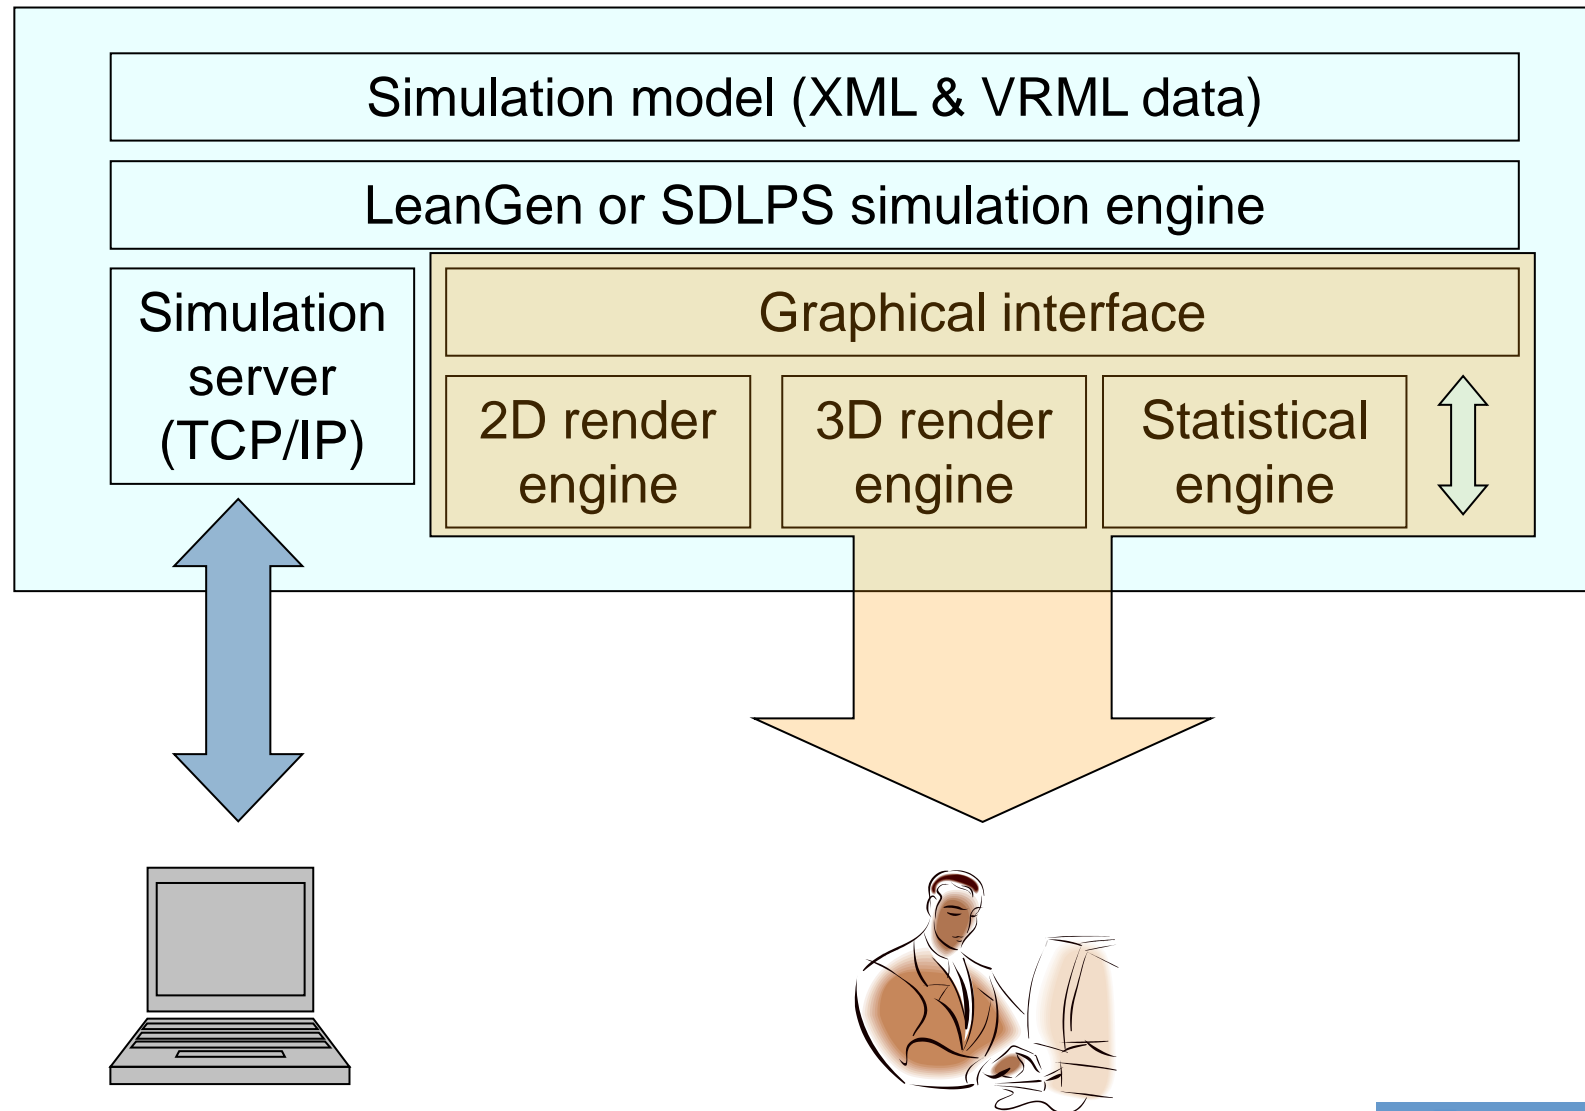 Simulation model (XML & VRML data)
LeanGen or SDLPS simulation engine
Simulation
server
(TCP/IP)
Graphical interface
2D render
engine
3D render
engine
Statistical
engine